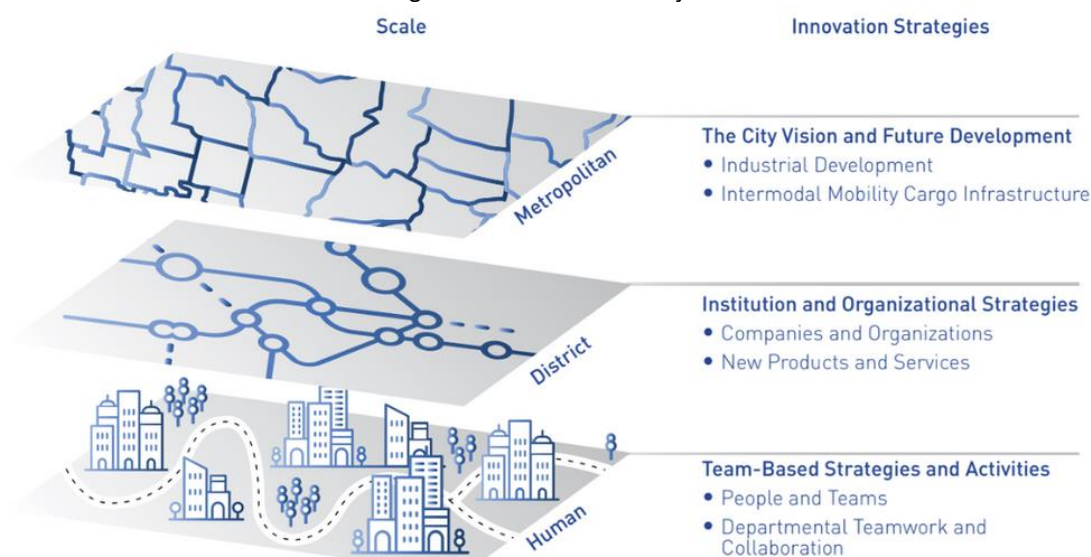 Scale
Innovation Strategies
Metropolitan
The City Vision and Future Development
• Industrial Development
• Intermodal Mobility Cargo Infrastructure
District
Institution and Organizational Strategies
• Companies and Organizations
• New Products and Services
Human
Team-Based Strategies and Activities
• People and Teams
• Departmental Teamwork and
Collaboration